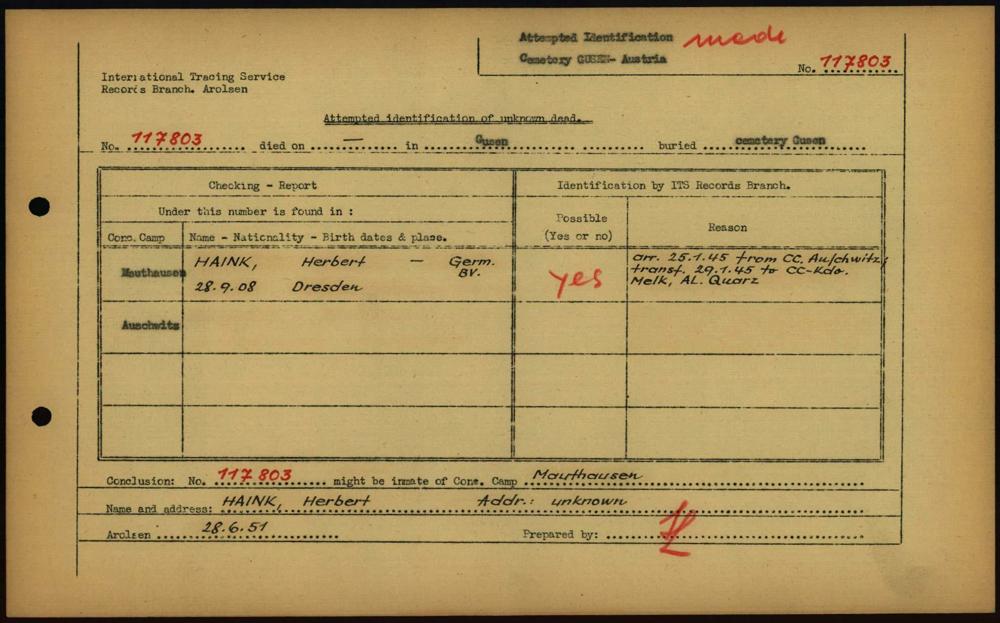 Attempted Identification made
Cemetery GUSEN- Austria
No. 117803
International Tracing Service
Records Branch. Arolsen
Attempted identification of unknown dead.
No. 117803 died on — in Gusen buried cemetery Gusen
Checking - Report
Identification by ITS Records Branch.
Under this number is found in :
Possible
(Yes or no)
Reason
Conc. Camp
Name - Nationality - Birth dates & place.
Mauthausen
HAINK, Herbert — Germ.
BV.
28.9.08 Dresden
yes
arr. 25.1.45 from CC. Auschwitz,
transf. 29.1.45 to CC-Kdo.
Melk, AL. Quarz
Auschwitz
Conclusion: No. 117803 might be inmate of Conc. Camp Mauthausen
Name and address: HAINK, Herbert Addr.: unknown
Arolsen 28.6.51
Prepared by: